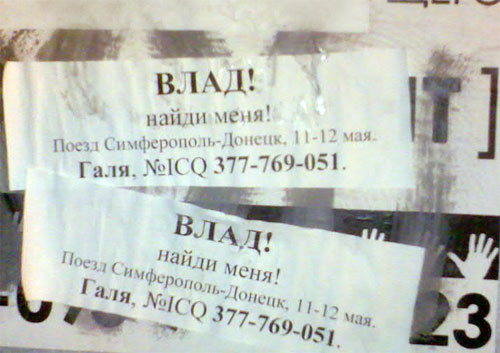 ВЛАД!
найди меня!
Поезд Симферополь-Донецк, 11-12 мая.
Галя, №ICQ 377-769-051.
ВЛАД!
найди меня!
Поезд Симферополь-Донецк, 11-12 мая.
Галя, №ICQ 377-769-051.
23